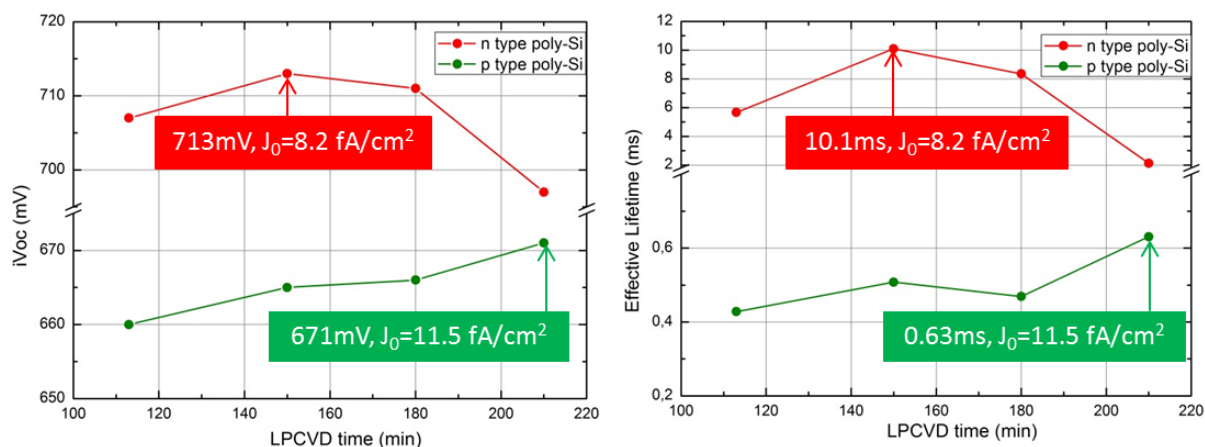 720
710
700
670
660
650
iVoc (mV)
n type poly-Si
p type poly-Si
713mV, J₀=8.2 fA/cm²
671mV, J₀=11.5 fA/cm²
100 120 140 160 180 200 220
LPCVD time (min)
12
10
8
6
4
2
0,6
0,4
0,2
Effective Lifetime (ms)
n type poly-Si
p type poly-Si
10.1ms, J₀=8.2 fA/cm²
0.63ms, J₀=11.5 fA/cm²
100 120 140 160 180 200 220
LPCVD time (min)